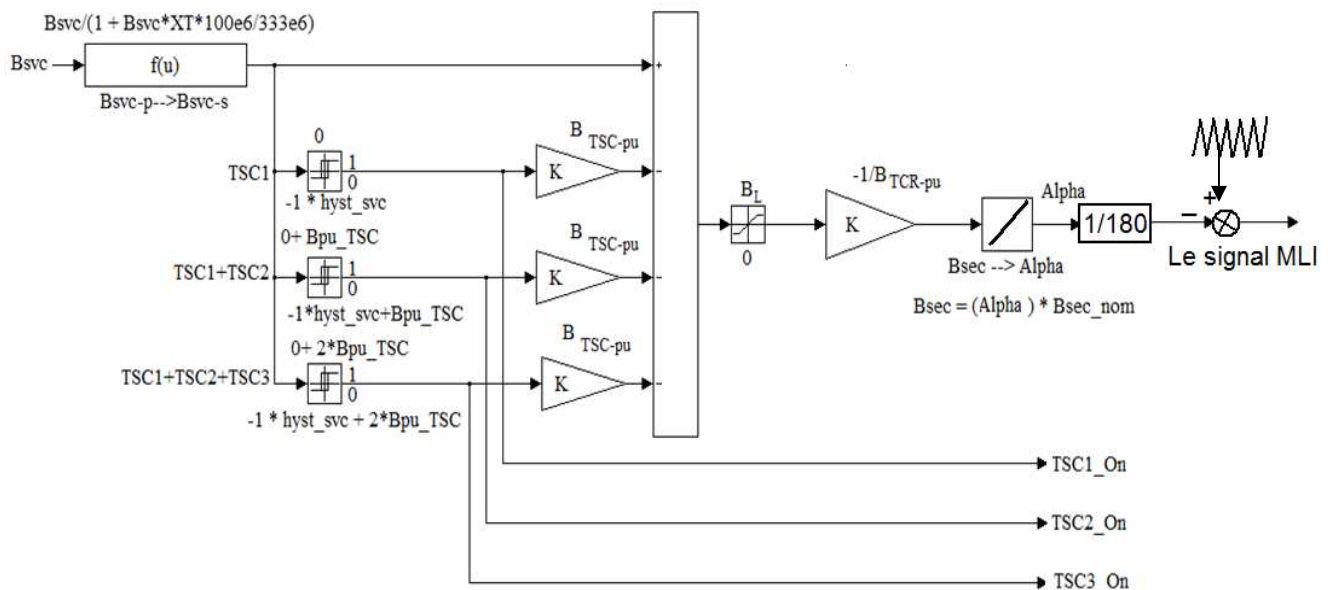 Bsvc/(1 + Bsvc*XT*100e6/333e6)
Bsvc
f(u)
+
Bsvc-p-->Bsvc-s
0
B TSC-pu
TSC1
1
0
K
-
-1 * hyst_svc
-1/B TCR-pu
B L
Alpha
K
1/180
+
-
0
Bsec --> Alpha
Le signal MLI
Bsec = (Alpha ) * Bsec_nom
0+ Bpu_TSC
B TSC-pu
TSC1+TSC2
1
0
K
-
-1*hyst_svc+Bpu_TSC
0+ 2*Bpu_TSC
B TSC-pu
TSC1+TSC2+TSC3
1
0
K
-
-1 * hyst_svc + 2*Bpu_TSC
TSC1_On
TSC2_On
TSC3_On